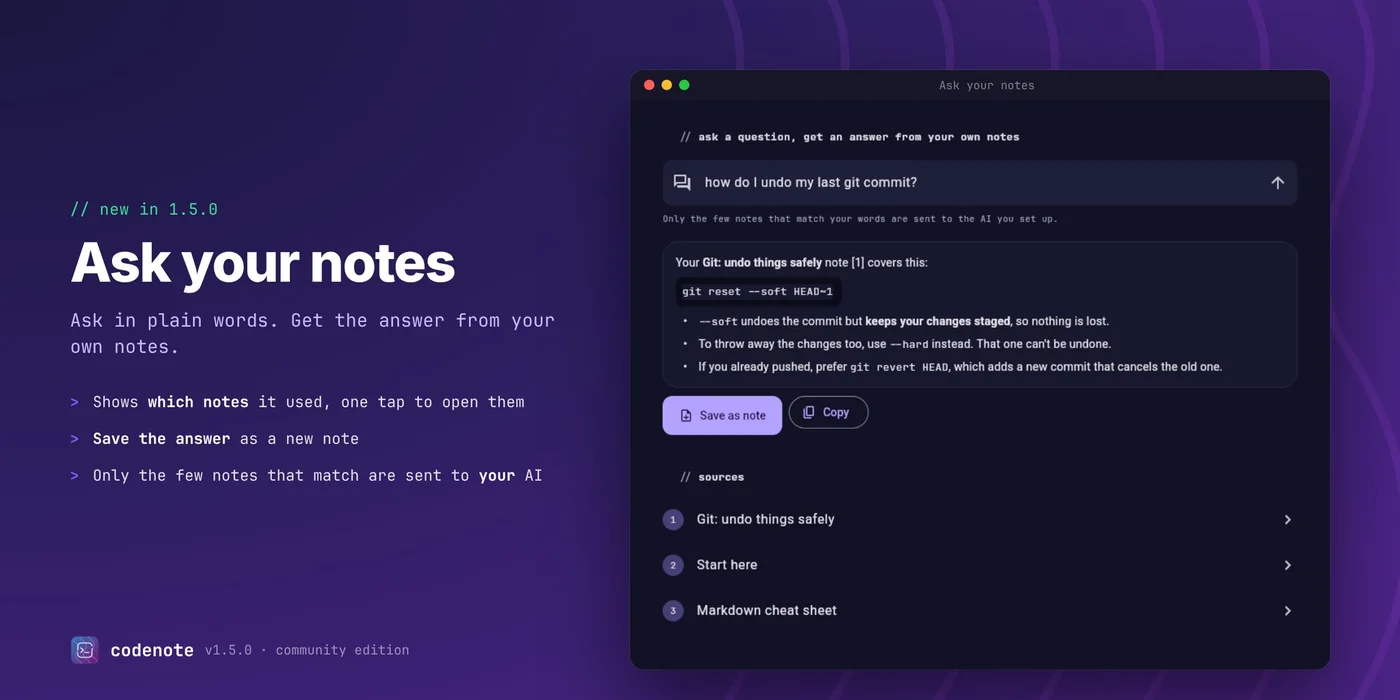 // new in 1.5.0
Ask your notes
Ask in plain words. Get the answer from your
own notes.
> Shows which notes it used, one tap to open them
> Save the answer as a new note
> Only the few notes that match are sent to your AI
codenote v1.5.0 · community edition
Ask your notes
// ask a question, get an answer from your own notes
how do I undo my last git commit?
Only the few notes that match your words are sent to the AI you set up.
Your Git: undo things safely note [1] covers this:
git reset --soft HEAD~1
• --soft undoes the commit but keeps your changes staged, so nothing is lost.
• To throw away the changes too, use --hard instead. That one can't be undone.
• If you already pushed, prefer git revert HEAD, which adds a new commit that cancels the old one.
Save as note Copy
// sources
1 Git: undo things safely
2 Start here
3 Markdown cheat sheet